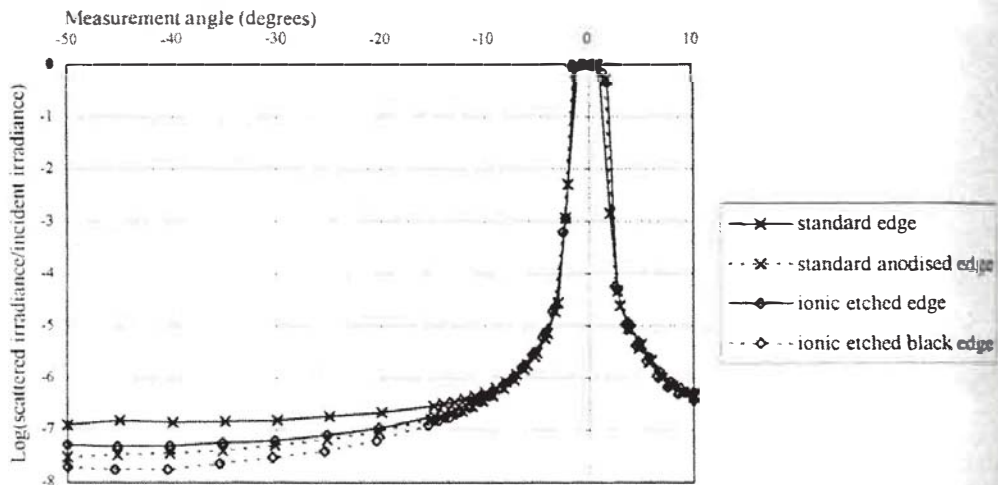 Measurement angle (degrees)
-50 -40 -30 -20 -10 0 10
Log(scattered irradiance/incident irradiance)
0
-1
-2
-3
-4
-5
-6
-7
-8
standard edge
standard anodised edge
ionic etched edge
ionic etched black edge